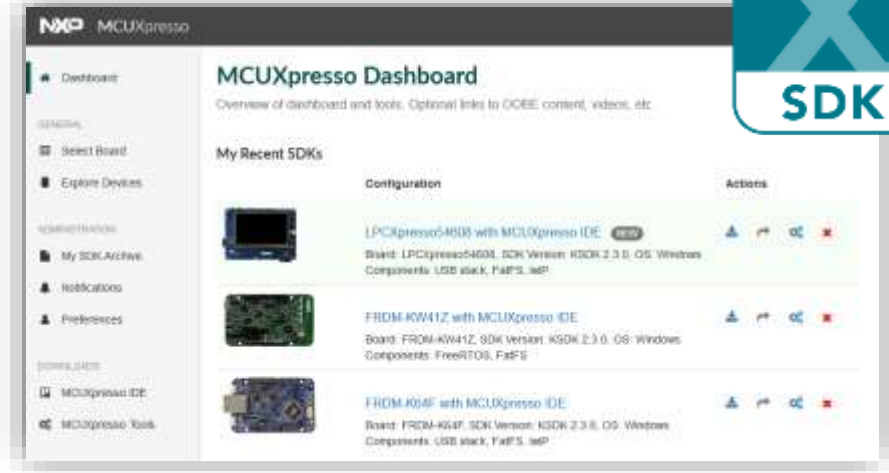 NXP MCUXpresso
SDK
Dashboard
GENERAL
Select Board
Explore Devices
ADMINISTRATION
My SDK Archive
Notifications
Preferences
DOWNLOADS
MCUXpresso IDE
MCUXpresso Tools
MCUXpresso Dashboard
Overview of dashboard and tools. Optional links to OOBE content, videos, etc
My Recent SDKs
Configuration Actions
LPCXpresso54608 with MCUXpresso IDE NEW
Board: LPCXpresso54608, SDK Version: KSDK 2.3.0, OS: Windows
Components: USB stack, FatFS, lwIP
FRDM-KW41Z with MCUXpresso IDE
Board: FRDM-KW41Z, SDK Version: KSDK 2.3.0, OS: Windows
Components: FreeRTOS, FatFS
FRDM-K64F with MCUXpresso IDE
Board: FRDM-K64F, SDK Version: KSDK 2.3.0, OS: Windows
Components: USB stack, FatFS, lwIP